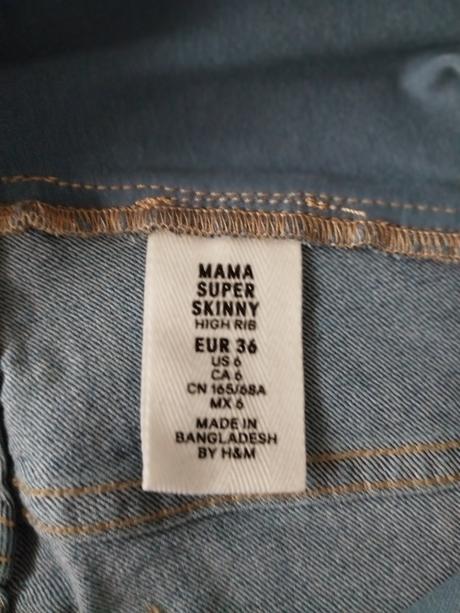 MAMA
SUPER
SKINNY
HIGH RIB
EUR 36
US 6
CA 6
CN 165/68A
MX 6
MADE IN
BANGLADESH
BY H&M